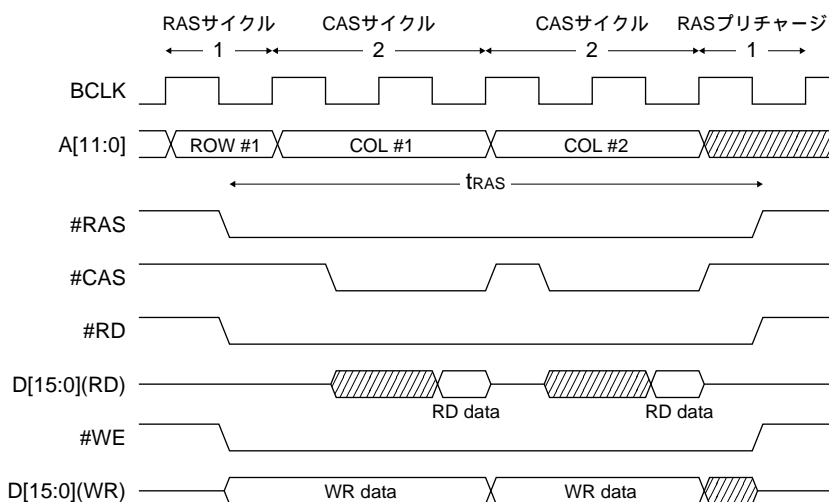 RASサイクル CASサイクル CASサイクル RASプリチャージ
1 2 2 1
BCLK
A[11:0] ROW #1 COL #1 COL #2
tRAS
#RAS
#CAS
#RD
D[15:0](RD)
RD data RD data
#WE
D[15:0](WR) WR data WR data